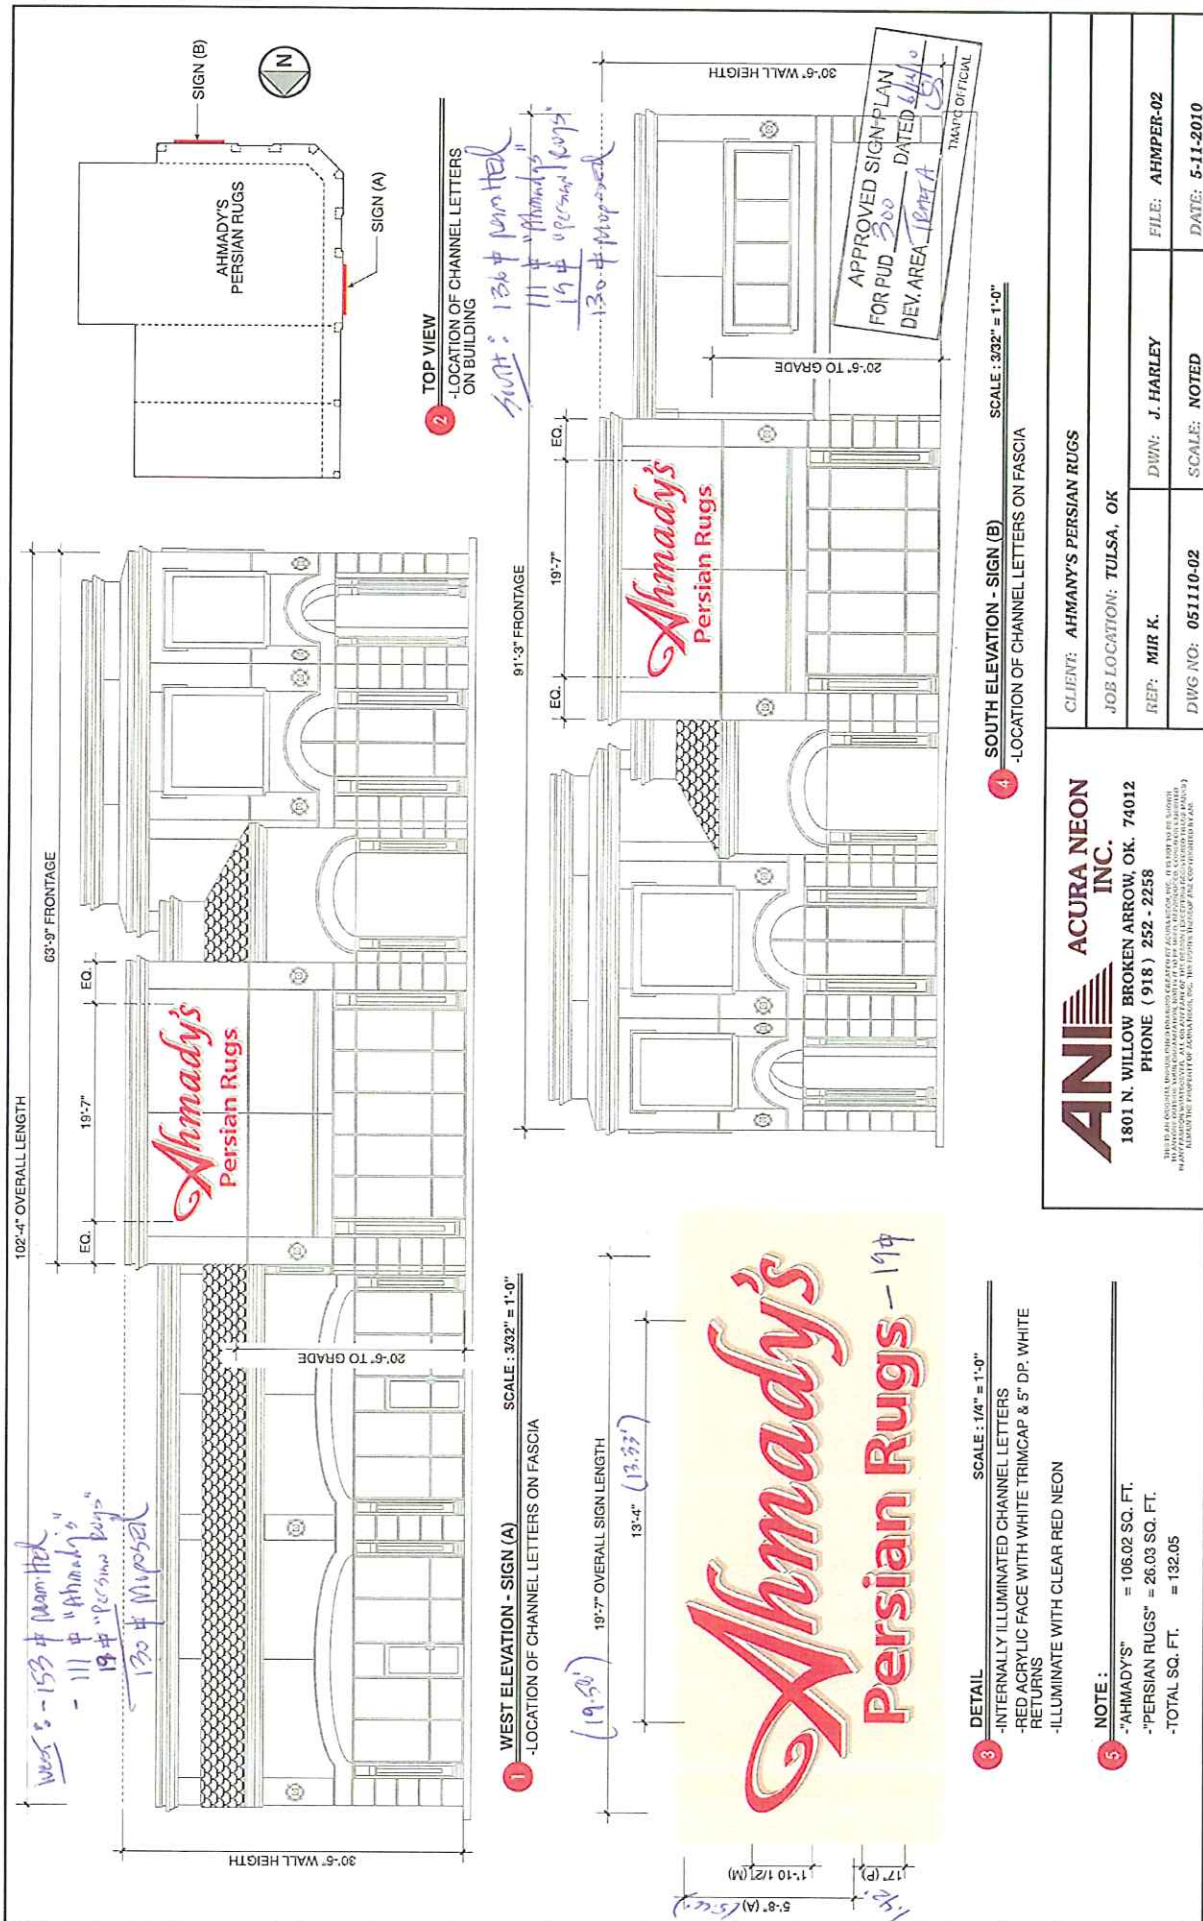 102'-4" OVERALL LENGTH
63'-9" FRONTAGE
EQ.
19'-7"
EQ.
West: - 153 ⌽ permitted
- 111 ⌽ "Ahmady's"
19 ⌽ "Persian Rugs"
130 ⌽ proposed
30'-6" WALL HEIGTH
20'-6" TO GRADE
Ahmady's
Persian Rugs
1 WEST ELEVATION - SIGN (A) SCALE : 3/32" = 1'-0"
-LOCATION OF CHANNEL LETTERS ON FASCIA
SIGN (B)
N
AHMADY'S
PERSIAN RUGS
SIGN (A)
2 TOP VIEW
-LOCATION OF CHANNEL LETTERS
ON BUILDING
South: 136 ⌽ permitted
111 ⌽ "Ahmady's"
19 ⌽ "Persian Rugs"
130 ⌽ proposed
(19.58')
19'-7" OVERALL SIGN LENGTH
13'-4" (13.33')
5'-8" (A)
1'-10 1/2" (M)
17" (P)
1.42'
Ahmady's
Persian Rugs - 19⌽
3 DETAIL SCALE : 1/4" = 1'-0"
-INTERNALLY ILLUMINATED CHANNEL LETTERS
-RED ACRYLIC FACE WITH WHITE TRIMCAP & 5" DP. WHITE
RETURNS
-ILLUMINATE WITH CLEAR RED NEON
5 NOTE :
-"AHMADY'S" = 106.02 SQ. FT.
-"PERSIAN RUGS" = 26.03 SQ. FT.
-TOTAL SQ. FT. = 132.05
91'-3" FRONTAGE
EQ.
19'-7"
EQ.
30'-6" WALL HEIGTH
20'-6" TO GRADE
Ahmady's
Persian Rugs
APPROVED SIGN PLAN
FOR PUD 300 DATED
DEV. AREA
TMAPC OFFICIAL
4 SOUTH ELEVATION - SIGN (B) SCALE : 3/32" = 1'-0"
-LOCATION OF CHANNEL LETTERS ON FASCIA
ANI ACURA NEON
INC.
1801 N. WILLOW BROKEN ARROW, OK. 74012
PHONE ( 918 ) 252 - 2258
CLIENT: AHMANY'S PERSIAN RUGS
JOB LOCATION: TULSA, OK
REP: MIR K. DWN: J. HARLEY FILE: AHMPER-02
DWG NO: 051110-02 SCALE: NOTED DATE: 5-11-2010